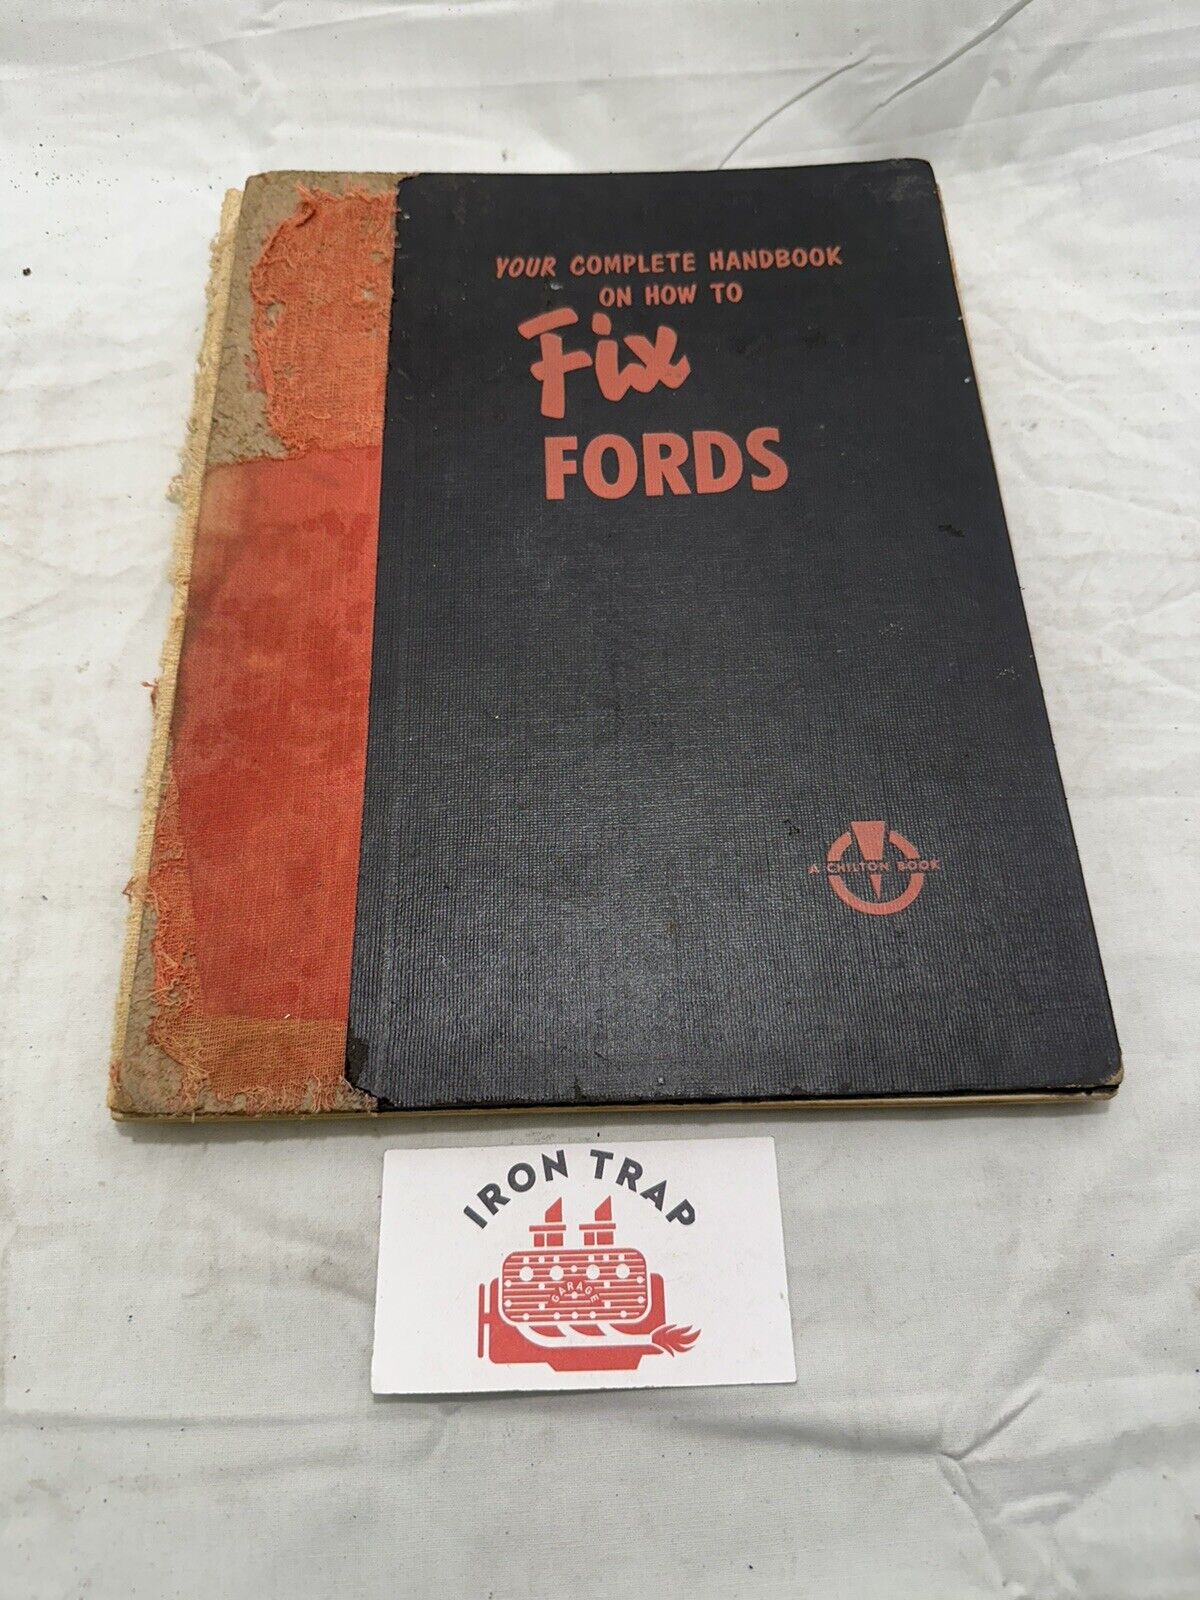 YOUR COMPLETE HANDBOOK
ON HOW TO
Fix
FORDS
A CHILTON BOOK
IRON TRAP
GARAGE